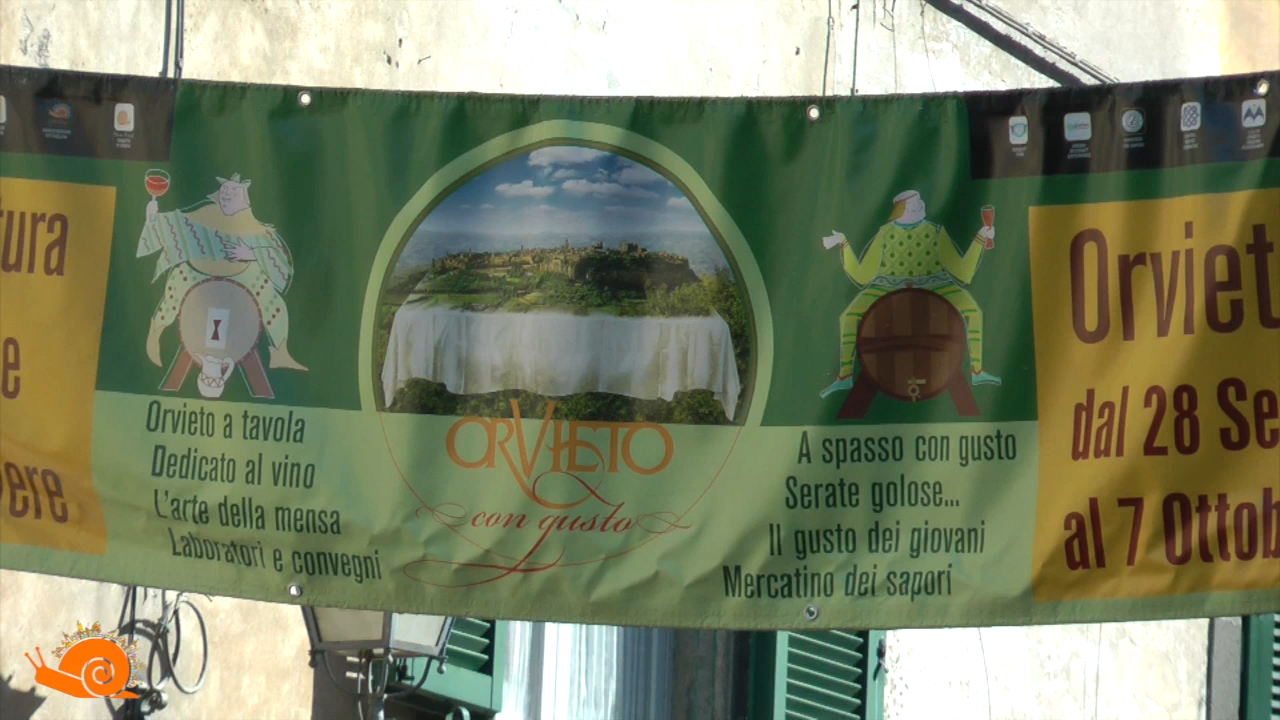 tura
e
ere
Orvieto a tavola
Dedicato al vino
L'arte della mensa
Laboratori e convegni
ORVIETO
con gusto
A spasso con gusto
Serate golose...
Il gusto dei giovani
Mercatino dei sapori
Orviet
dal 28 Se
al 7 Ottob